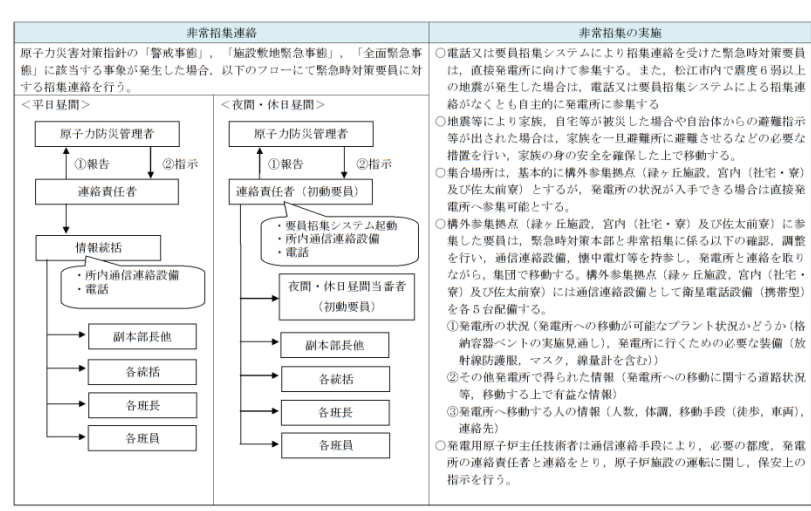 非常招集連絡
原子力災害対策指針の「警戒事態」,「施設敷地緊急事態」,「全面緊急事
態」に該当する事象が発生した場合,以下のフローにて緊急時対策要員に対
する招集連絡を行う。
<平日昼間>
原子力防災管理者
①報告
②指示
連絡責任者
情報統括
・所内通信連絡設備
・電話
副本部長他
各統括
各班長
各班員
<夜間・休日昼間>
原子力防災管理者
①報告
②指示
連絡責任者(初動要員)
・要員招集システム起動
・所内通信連絡設備
・電話
夜間・休日昼間当番者
(初動要員)
副本部長他
各統括
各班長
各班員
非常招集の実施
○電話又は要員招集システムにより招集連絡を受けた緊急時対策要員
は,直接発電所に向けて参集する。また,松江市内で震度6弱以上
の地震が発生した場合は,電話又は要員招集システムによる招集連
絡がなくとも自主的に発電所に参集する
○地震等により家族,自宅等が被災した場合や自治体からの避難指示
等が出された場合は,家族を一旦避難所に避難させるなどの必要な
措置を行い,家族の身の安全を確保した上で移動する。
○集合場所は,基本的に構外参集拠点(緑ヶ丘施設,宮内(社宅・寮)
及び佐太前寮)とするが,発電所の状況が入手できる場合は直接発
電所へ参集可能とする。
○構外参集拠点(緑ヶ丘施設,宮内(社宅・寮)及び佐太前寮)に参
集した要員は,緊急時対策本部と非常招集に係る以下の確認,調整
を行い,通信連絡設備,懐中電灯等を持参し,発電所と連絡を取り
ながら,集団で移動する。構外参集拠点(緑ヶ丘施設,宮内(社宅・
寮)及び佐太前寮)には通信連絡設備として衛星電話設備(携帯型)
を各5台配備する。
①発電所の状況(発電所への移動が可能なプラント状況かどうか(格
納容器ベントの実施見通し),発電所に行くための必要な装備(放
射線防護服,マスク,線量計を含む))
②その他発電所で得られた情報(発電所への移動に関する道路状況
等,移動する上で有益な情報)
③発電所へ移動する人の情報(人数,体調,移動手段(徒歩,車両),
連絡先)
○発電用原子炉主任技術者は通信連絡手段により,必要の都度,発電
所の連絡責任者と連絡をとり,原子炉施設の運転に関し,保安上の
指示を行う。